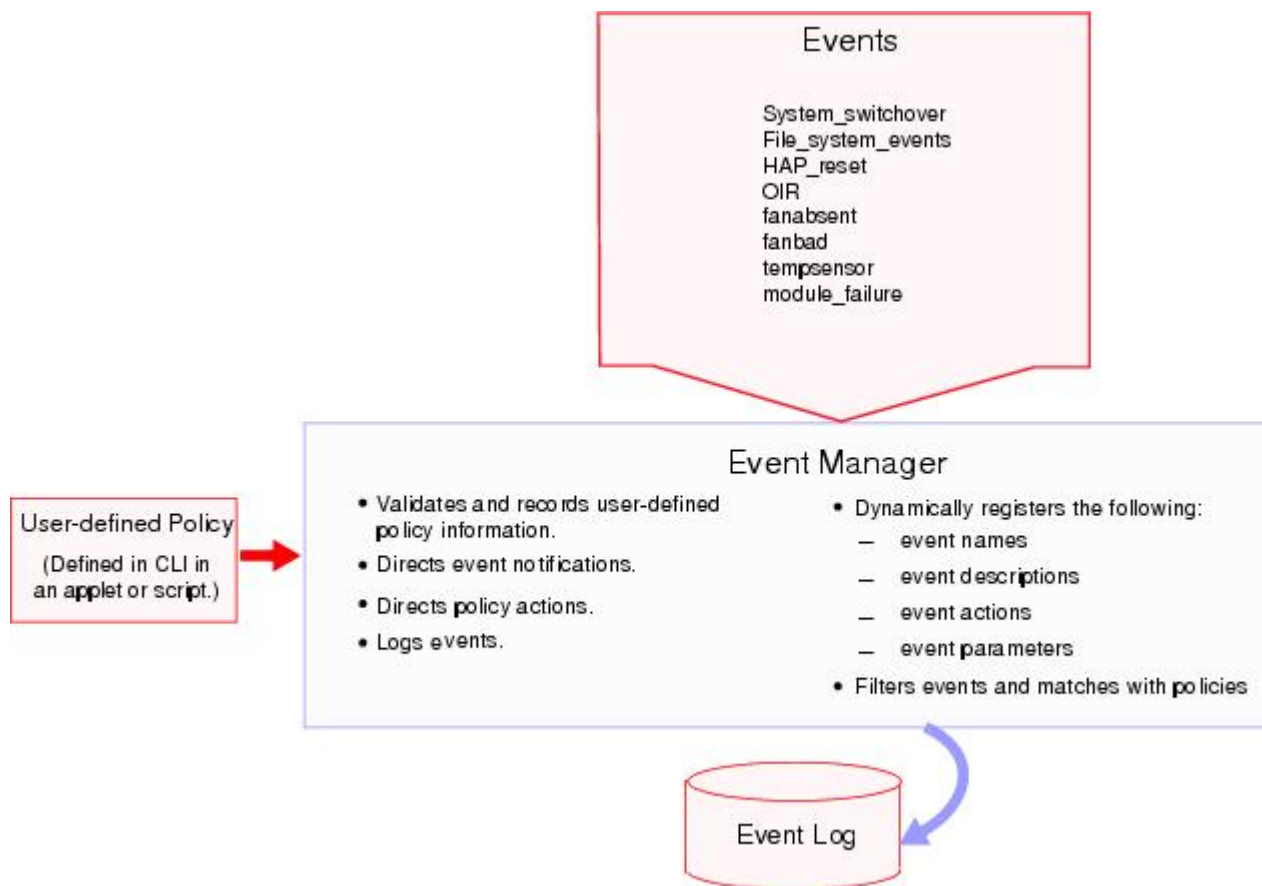 Events
System_switchover
File_system_events
HAP_reset
OIR
fanabsent
fanbad
tempsensor
module_failure
User-defined Policy
(Defined in CLI in
an applet or script.)
Event Manager
• Validates and records user-defined
policy information.
• Directs event notifications.
• Directs policy actions.
• Logs events.
• Dynamically registers the following:
– event names
– event descriptions
– event actions
– event parameters
• Filters events and matches with policies
Event Log